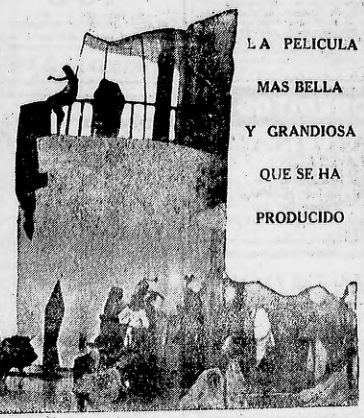 LA PELICULA
MAS BELLA
Y GRANDIOSA
QUE SE HA
PRODUCIDO